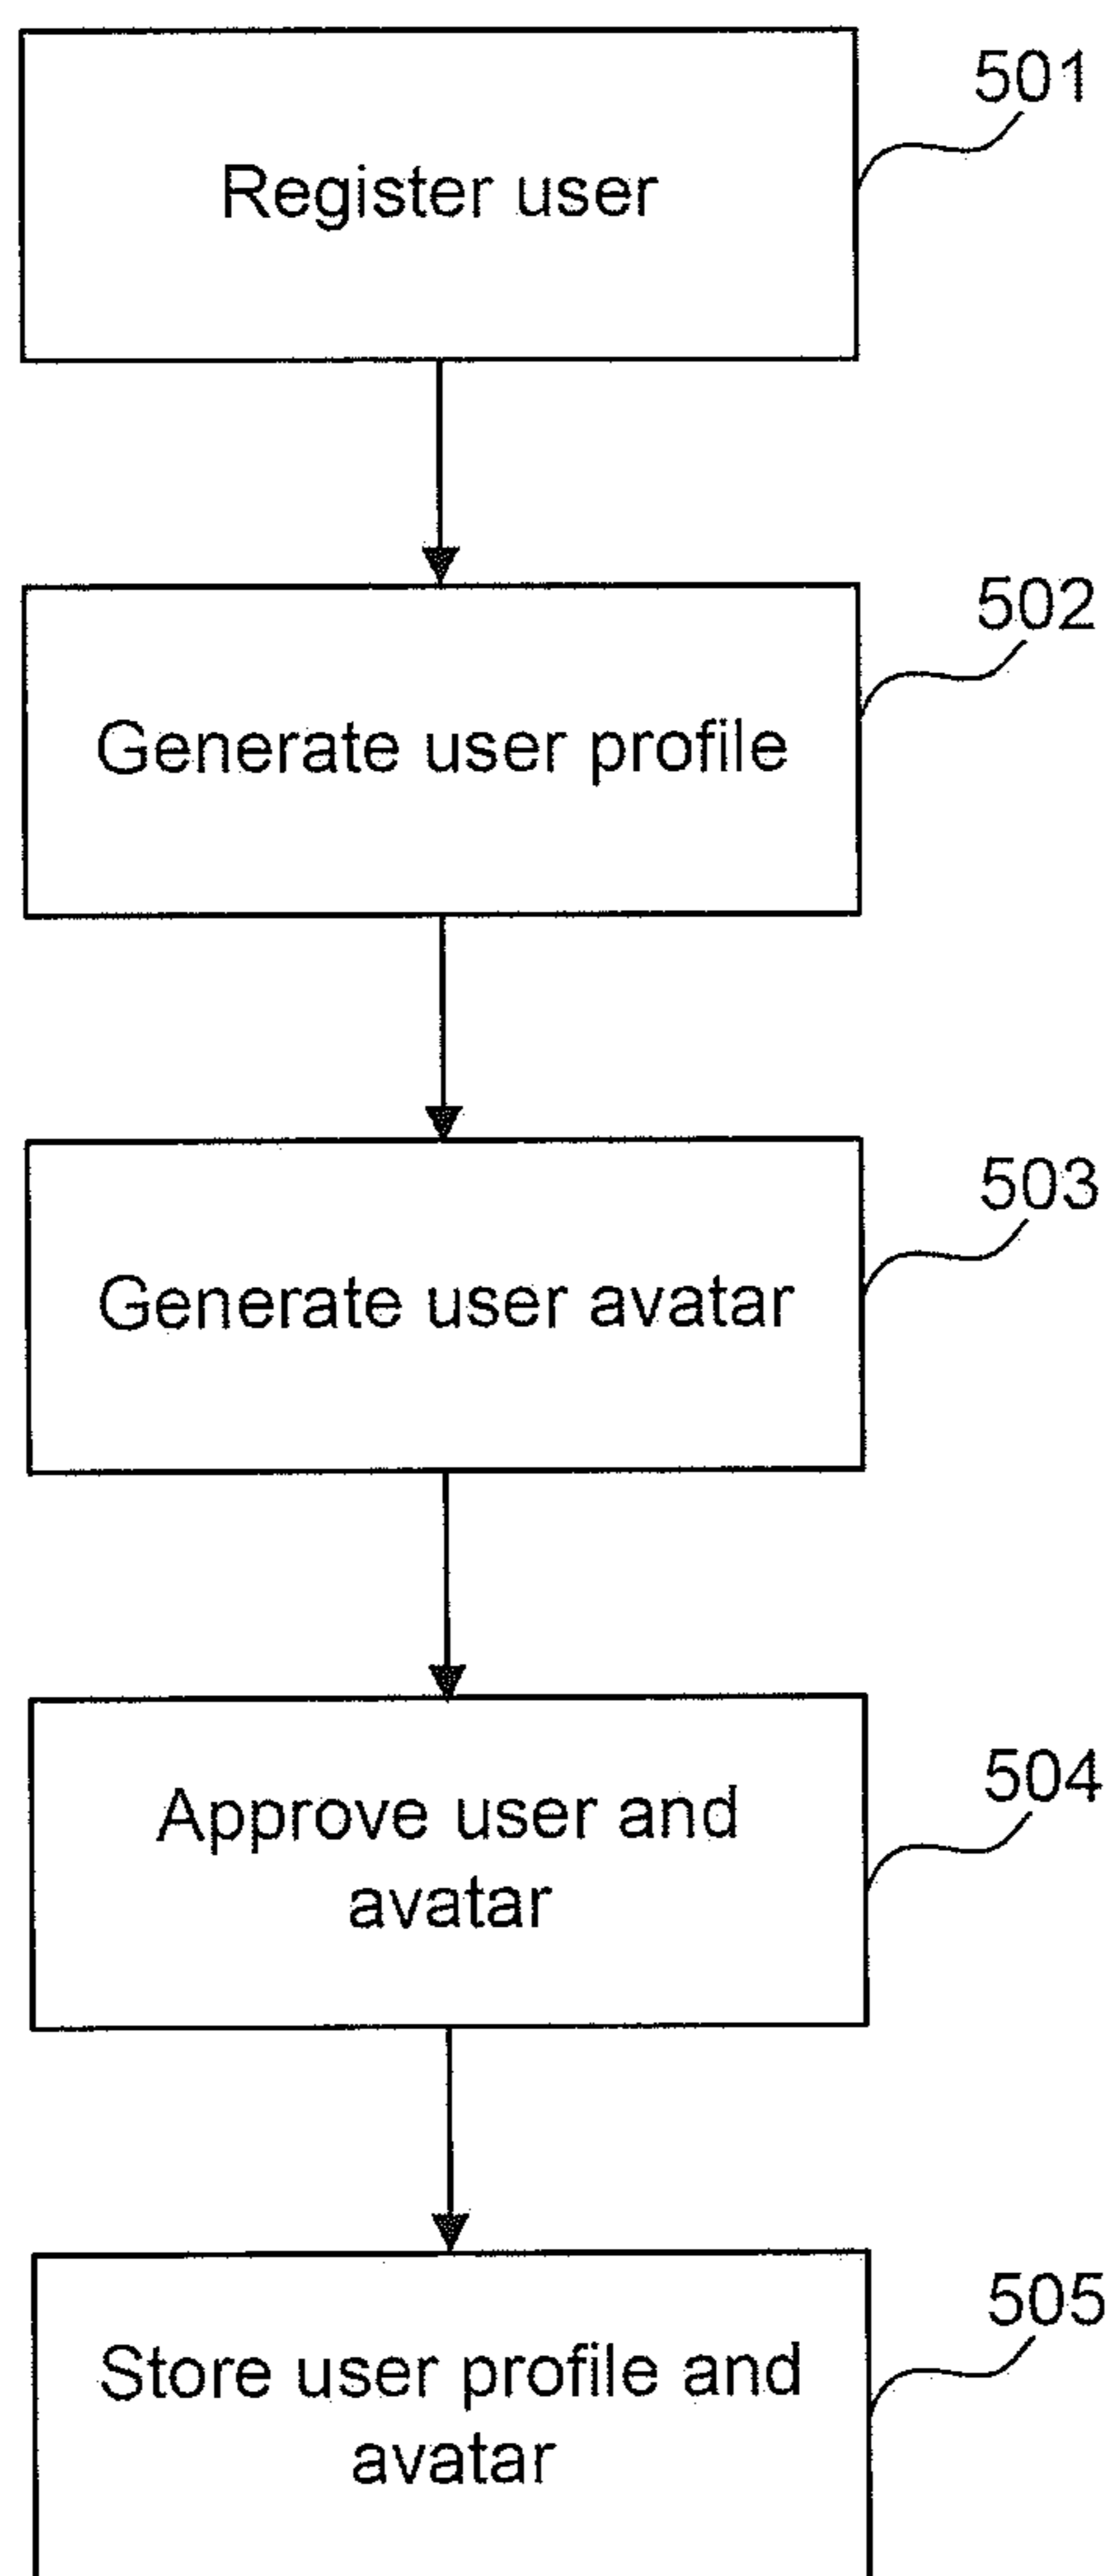 501
Register user
502
Generate user profile
503
Generate user avatar
504
Approve user and
avatar
505
Store user profile and
avatar